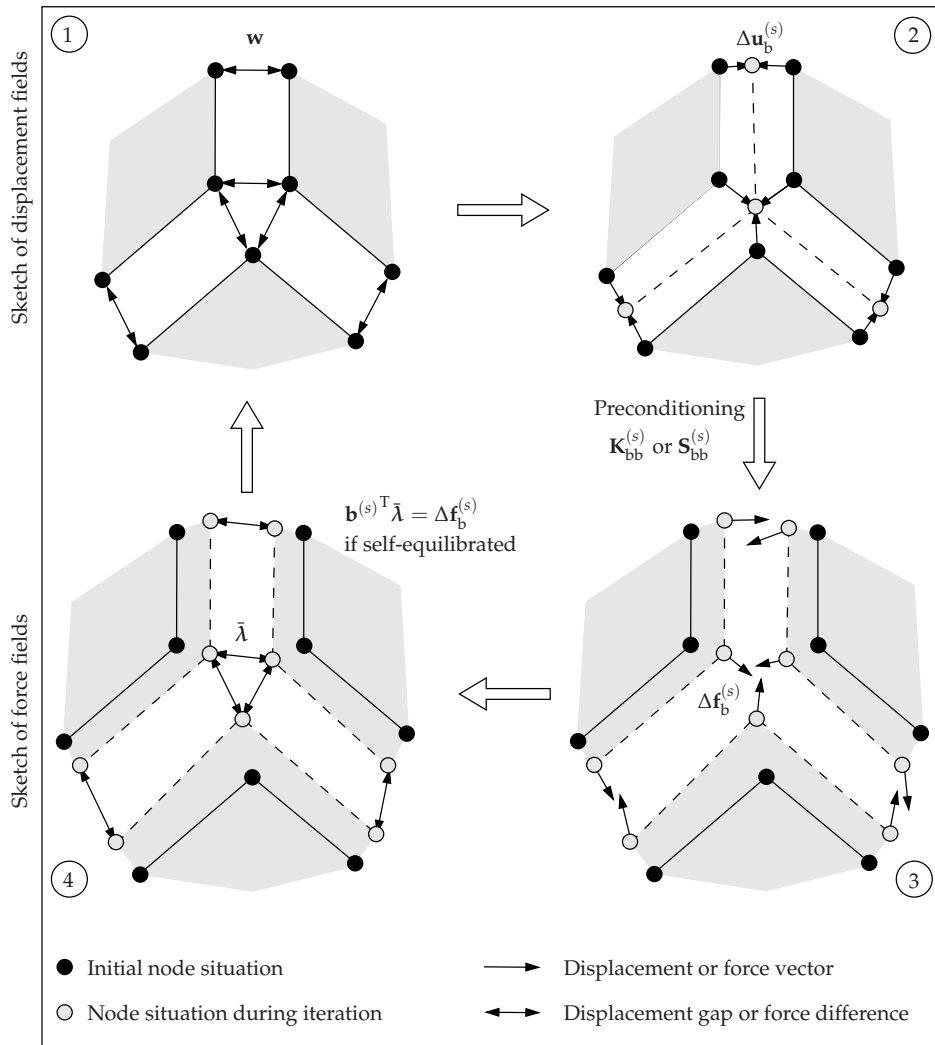 Sketch of displacement fields
1
w
2
Δu_b^(s)
Preconditioning
K_bb^(s) or S_bb^(s)
b^(s)^T λ̄ = Δf_b^(s)
if self-equilibrated
Sketch of force fields
λ̄
Δf_b^(s)
4
3
Initial node situation
Displacement or force vector
Node situation during iteration
Displacement gap or force difference